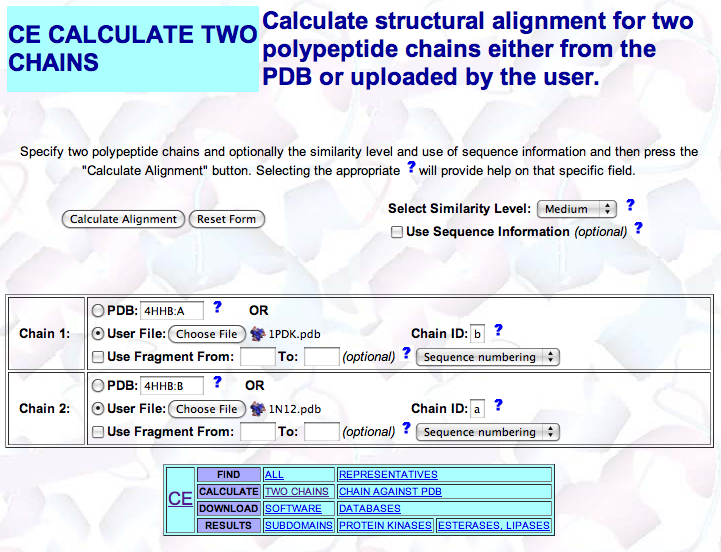 CE CALCULATE TWO
CHAINS
Calculate structural alignment for two
polypeptide chains either from the
PDB or uploaded by the user.
Specify two polypeptide chains and optionally the similarity level and use of sequence information and then press the
"Calculate Alignment" button. Selecting the appropriate ? will provide help on that specific field.
Calculate Alignment Reset Form
Select Similarity Level: Medium ?
Use Sequence Information (optional) ?
Chain 1:
PDB: 4HHB:A ? OR
User File: Choose File 1PDK.pdb Chain ID: b ?
Use Fragment From: To: (optional) ? Sequence numbering
Chain 2:
PDB: 4HHB:B ? OR
User File: Choose File 1N12.pdb Chain ID: a ?
Use Fragment From: To: (optional) ? Sequence numbering
CE
FIND ALL REPRESENTATIVES
CALCULATE TWO CHAINS CHAIN AGAINST PDB
DOWNLOAD SOFTWARE DATABASES
RESULTS SUBDOMAINS PROTEIN KINASES ESTERASES, LIPASES